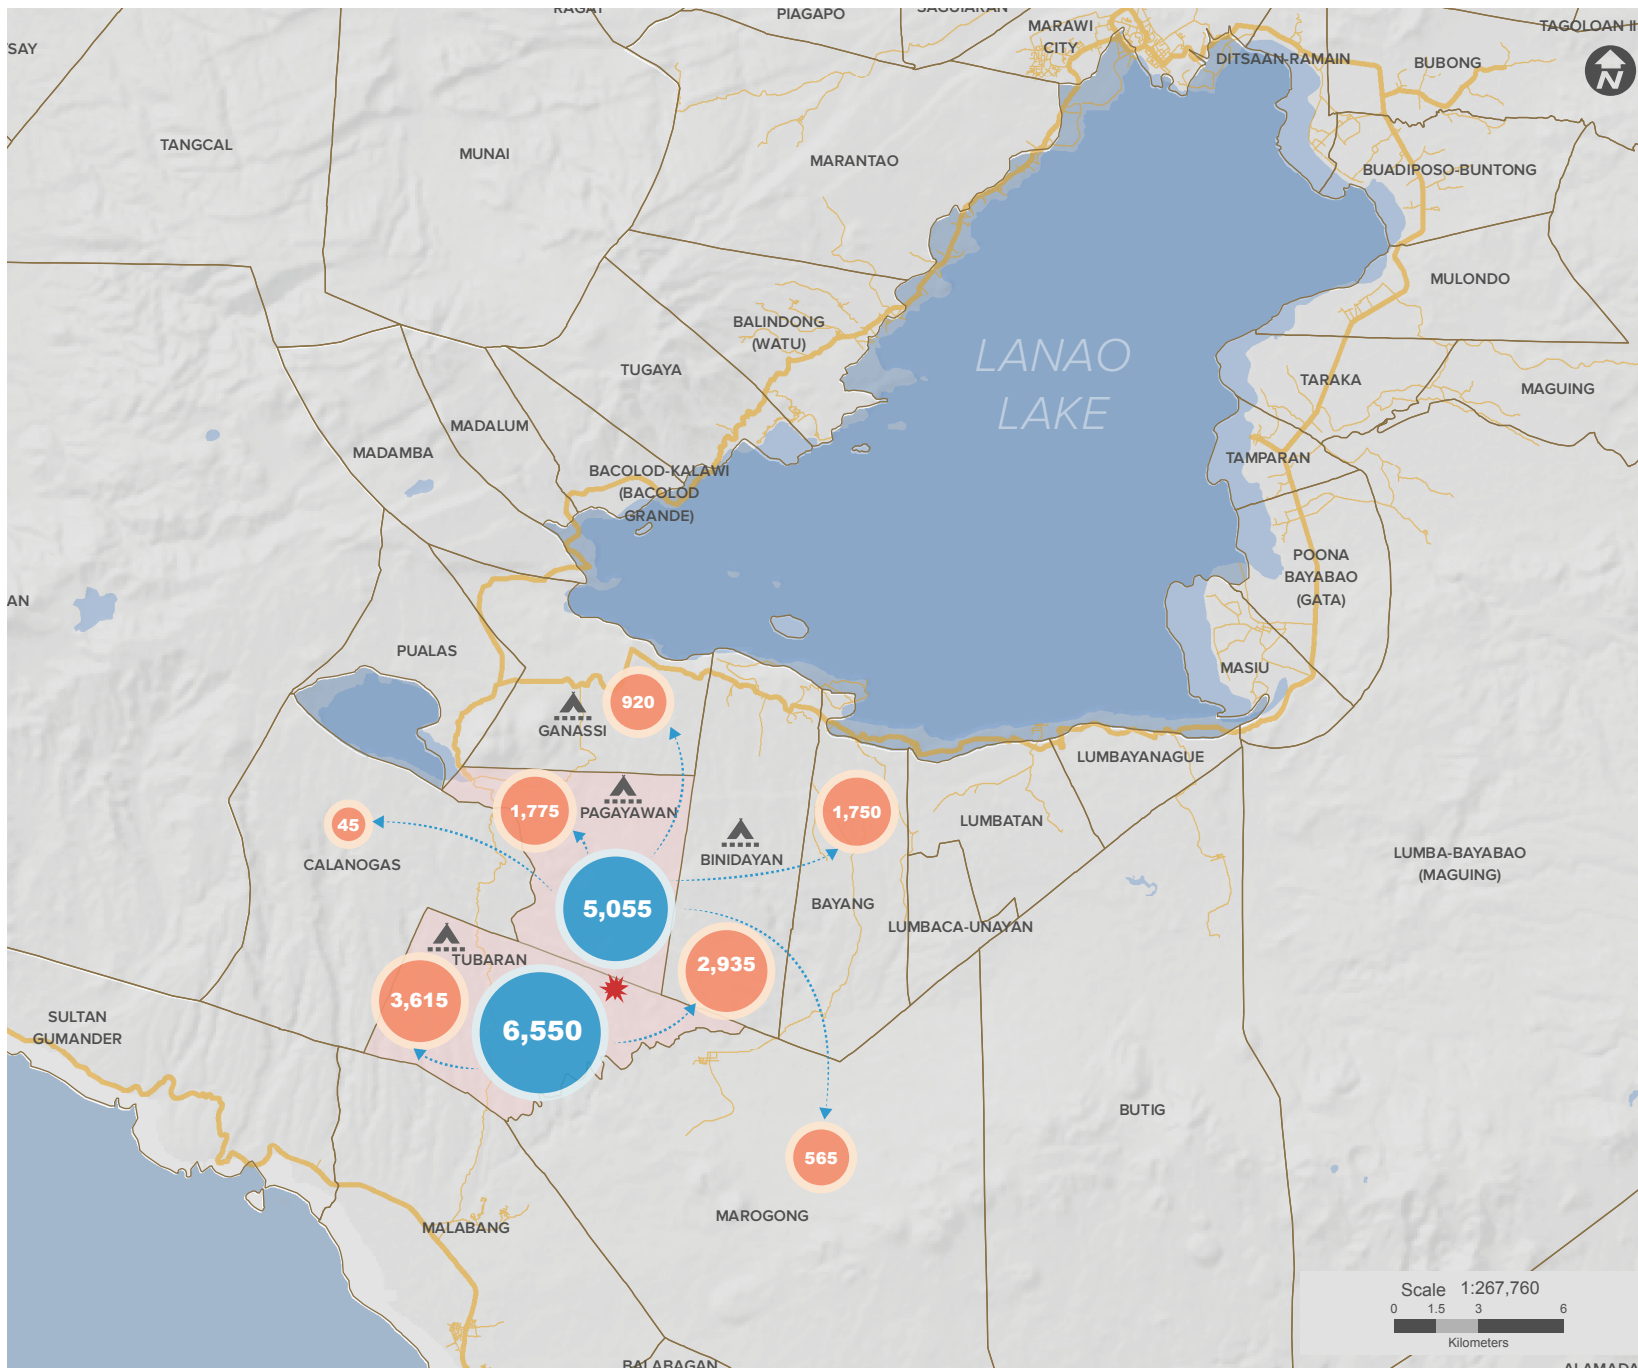 RAGAT
PIAGAPO
SAGUIARAN
MARAWI
CITY
TAGOLOAN II
SAY
DITSAAN-RAMAIN
BUBONG
N
TANGCAL
MUNAI
MARANTAO
BUADIPOSO-BUNTONG
MULONDO
BALINDONG
(WATU)
LANAO
LAKE
TUGAYA
TARAKA
MAGUING
MADALUM
MADAMBA
BACOLOD-KALAWI
(BACOLOD
GRANDE)
TAMPARAN
POONA
BAYABAO
(GATA)
AN
PUALAS
MASIU
920
GANASSI
LUMBAYANAGUE
1,775
PAGAYAWAN
1,750
45
LUMBATAN
CALANOGAS
BINIDAYAN
LUMBA-BAYABAO
(MAGUING)
5,055
BAYANG
LUMBACA-UNAYAN
TUBARAN
2,935
3,615
SULTAN
GUMANDER
6,550
BUTIG
565
MAROGONG
MALABANG
Scale 1:267,760
0 1.5 3 6
Kilometers
BALABAGAN
ALAMADA